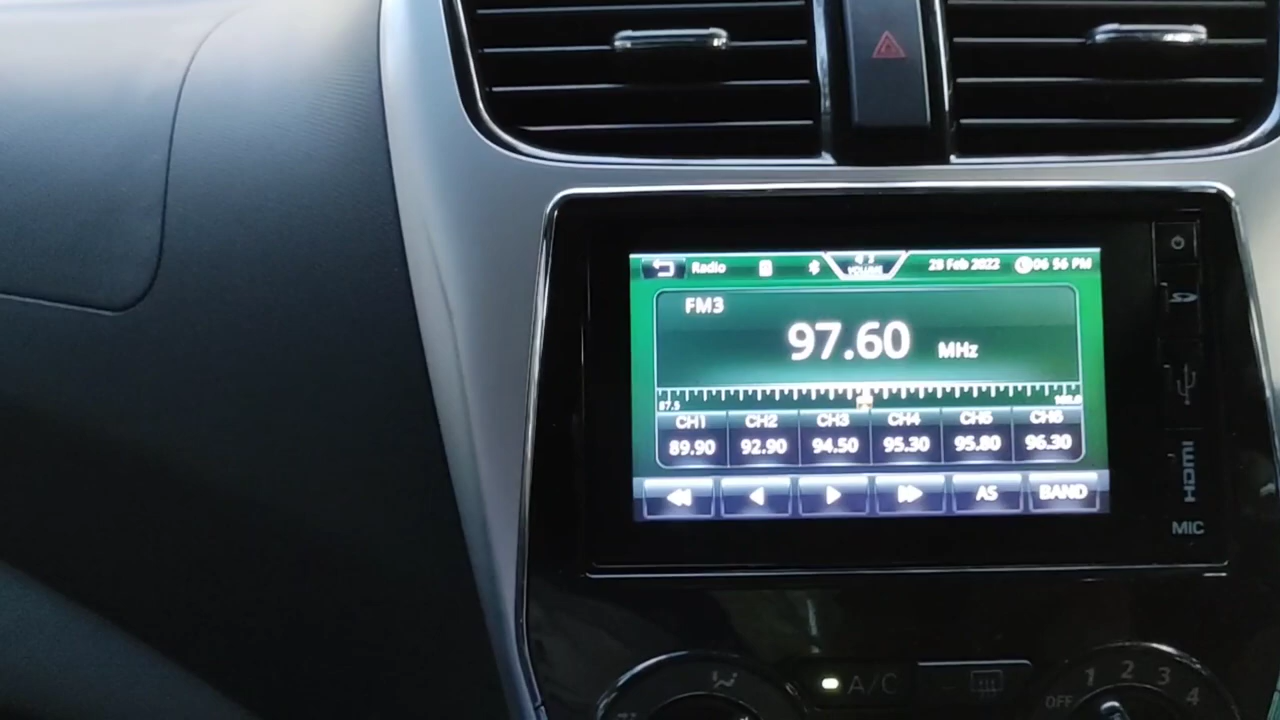 Radio
VOLUME
28 Feb 2022
06 56 PM
FM3
97.60 MHz
87.5
CH1 CH2 CH3 CH4 CH5 CH6
89.90 92.90 94.50 95.30 95.80 96.30
AS BAND
HDMI
MIC
A/C
OFF 1 2 3 4